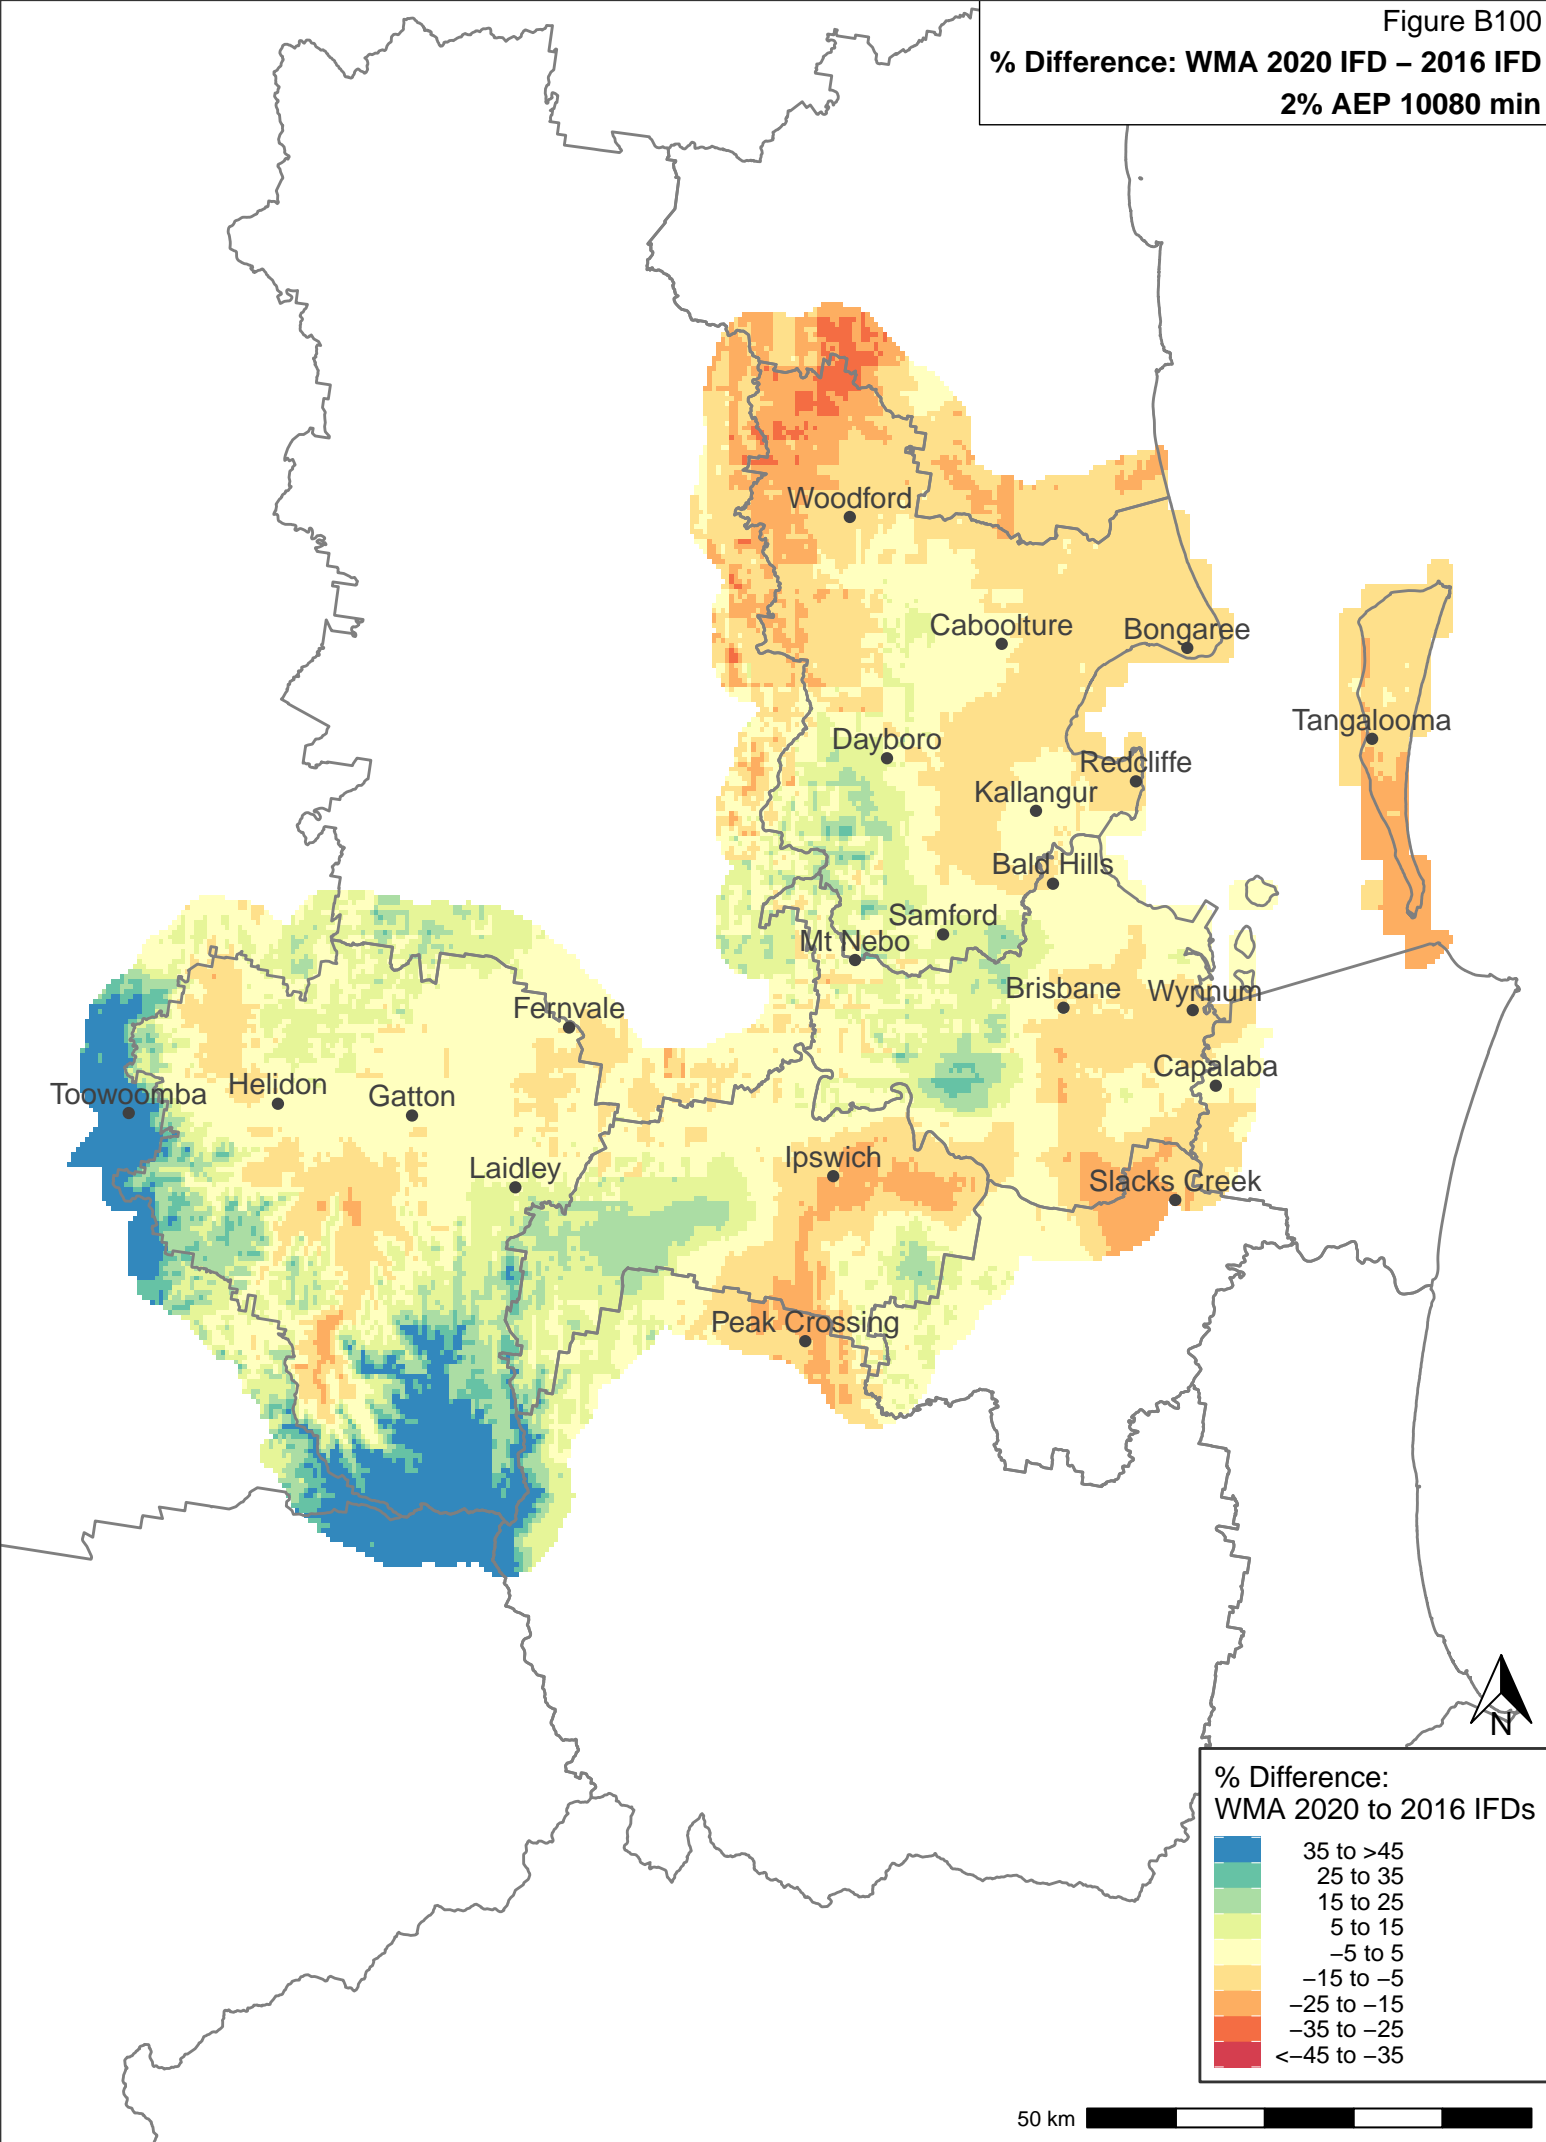 Figure B100
% Difference: WMA 2020 IFD – 2016 IFD
2% AEP 10080 min
Woodford
Caboolture
Bongaree
Tangalooma
Dayboro
Redcliffe
Kallangur
Bald Hills
Samford
Mt Nebo
Brisbane
Wynnum
Fernvale
Capalaba
Toowoomba
Helidon
Gatton
Ipswich
Laidley
Slacks Creek
Peak Crossing
N
% Difference:
WMA 2020 to 2016 IFDs
35 to >45
25 to 35
15 to 25
5 to 15
−5 to 5
−15 to −5
−25 to −15
−35 to −25
<−45 to −35
50 km